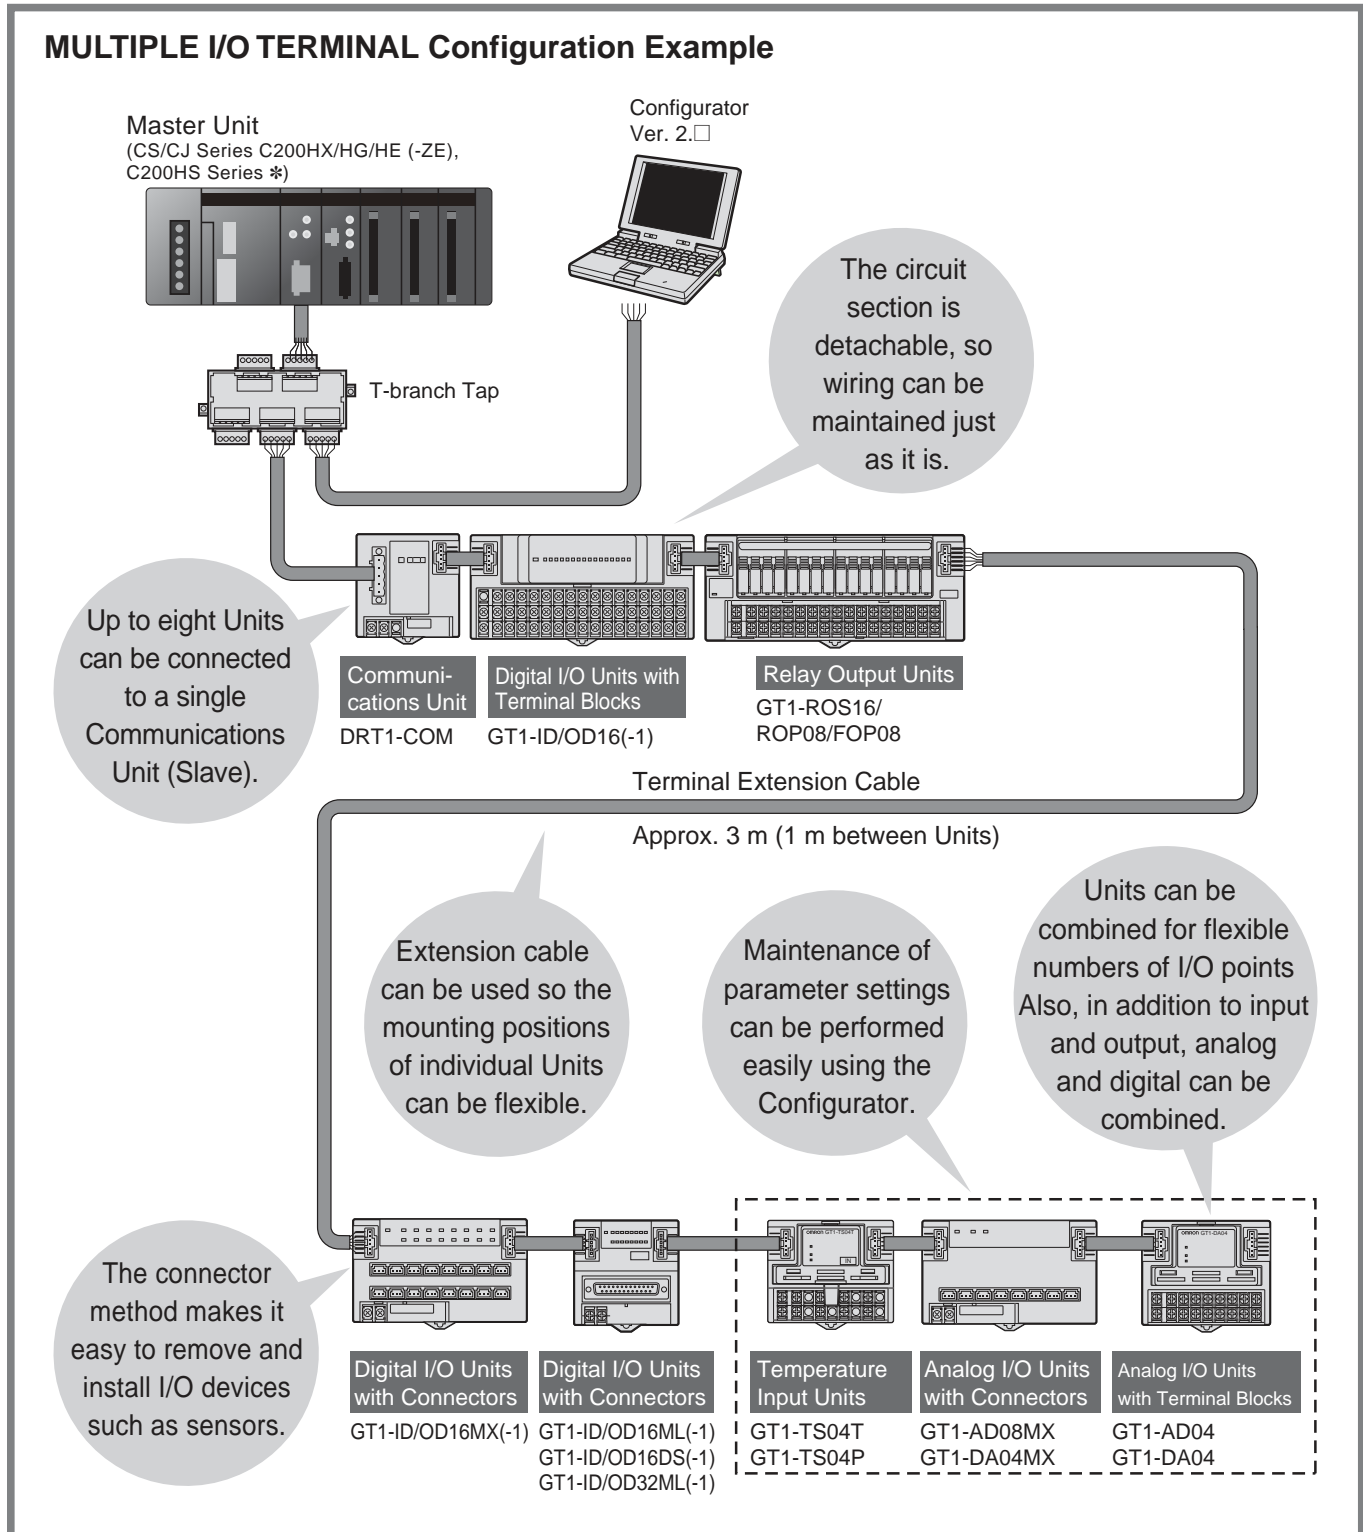 MULTIPLE I/O TERMINAL Configuration Example
Master Unit
(CS/CJ Series C200HX/HG/HE (-ZE),
C200HS Series ✻)
Configurator
Ver. 2.□
The circuit
section is
detachable, so
wiring can be
maintained just
as it is.
T-branch Tap
Up to eight Units
can be connected
to a single
Communications
Unit (Slave).
Communi-
cations Unit
DRT1-COM
Digital I/O Units with
Terminal Blocks
GT1-ID/OD16(-1)
Relay Output Units
GT1-ROS16/
ROP08/FOP08
Terminal Extension Cable
Approx. 3 m (1 m between Units)
Extension cable
can be used so the
mounting positions
of individual Units
can be flexible.
Maintenance of
parameter settings
can be performed
easily using the
Configurator.
Units can be
combined for flexible
numbers of I/O points
Also, in addition to input
and output, analog
and digital can be
combined.
The connector
method makes it
easy to remove and
install I/O devices
such as sensors.
OMRON GT1-TS04T
IN
OMRON GT1-DA04
Digital I/O Units
with Connectors
GT1-ID/OD16MX(-1)
Digital I/O Units
with Connectors
GT1-ID/OD16ML(-1)
GT1-ID/OD16DS(-1)
GT1-ID/OD32ML(-1)
Temperature
Input Units
GT1-TS04T
GT1-TS04P
Analog I/O Units
with Connectors
GT1-AD08MX
GT1-DA04MX
Analog I/O Units
with Terminal Blocks
GT1-AD04
GT1-DA04